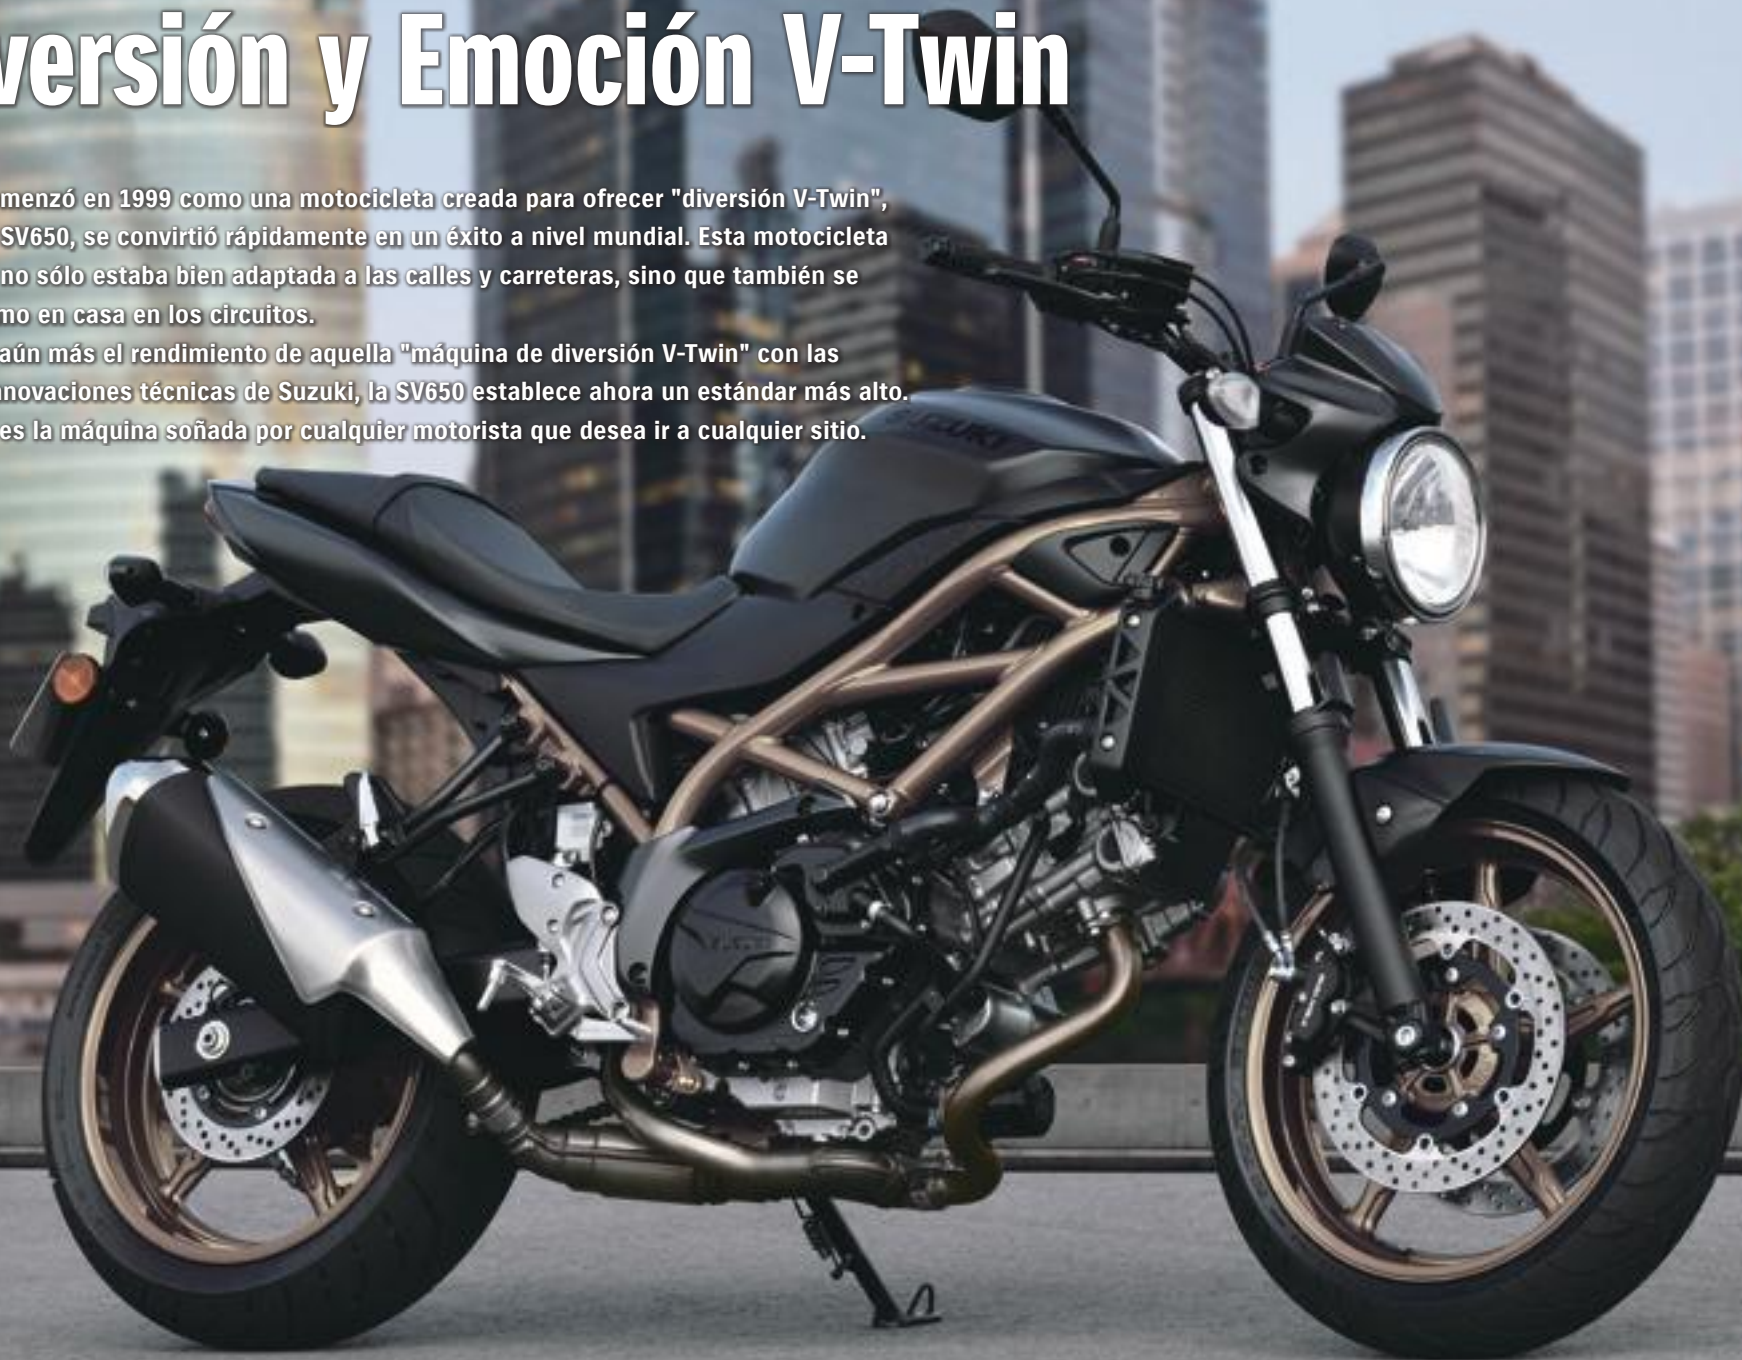 versión y Emoción V-Twin
menzó en 1999 como una motocicleta creada para ofrecer "diversión V-Twin",
SV650, se convirtió rápidamente en un éxito a nivel mundial. Esta motocicleta
no sólo estaba bien adaptada a las calles y carreteras, sino que también se
mo en casa en los circuitos.
aún más el rendimiento de aquella "máquina de diversión V-Twin" con las
nnovaciones técnicas de Suzuki, la SV650 establece ahora un estándar más alto.
es la máquina soñada por cualquier motorista que desea ir a cualquier sitio.
SUZUKI
SUZUKI